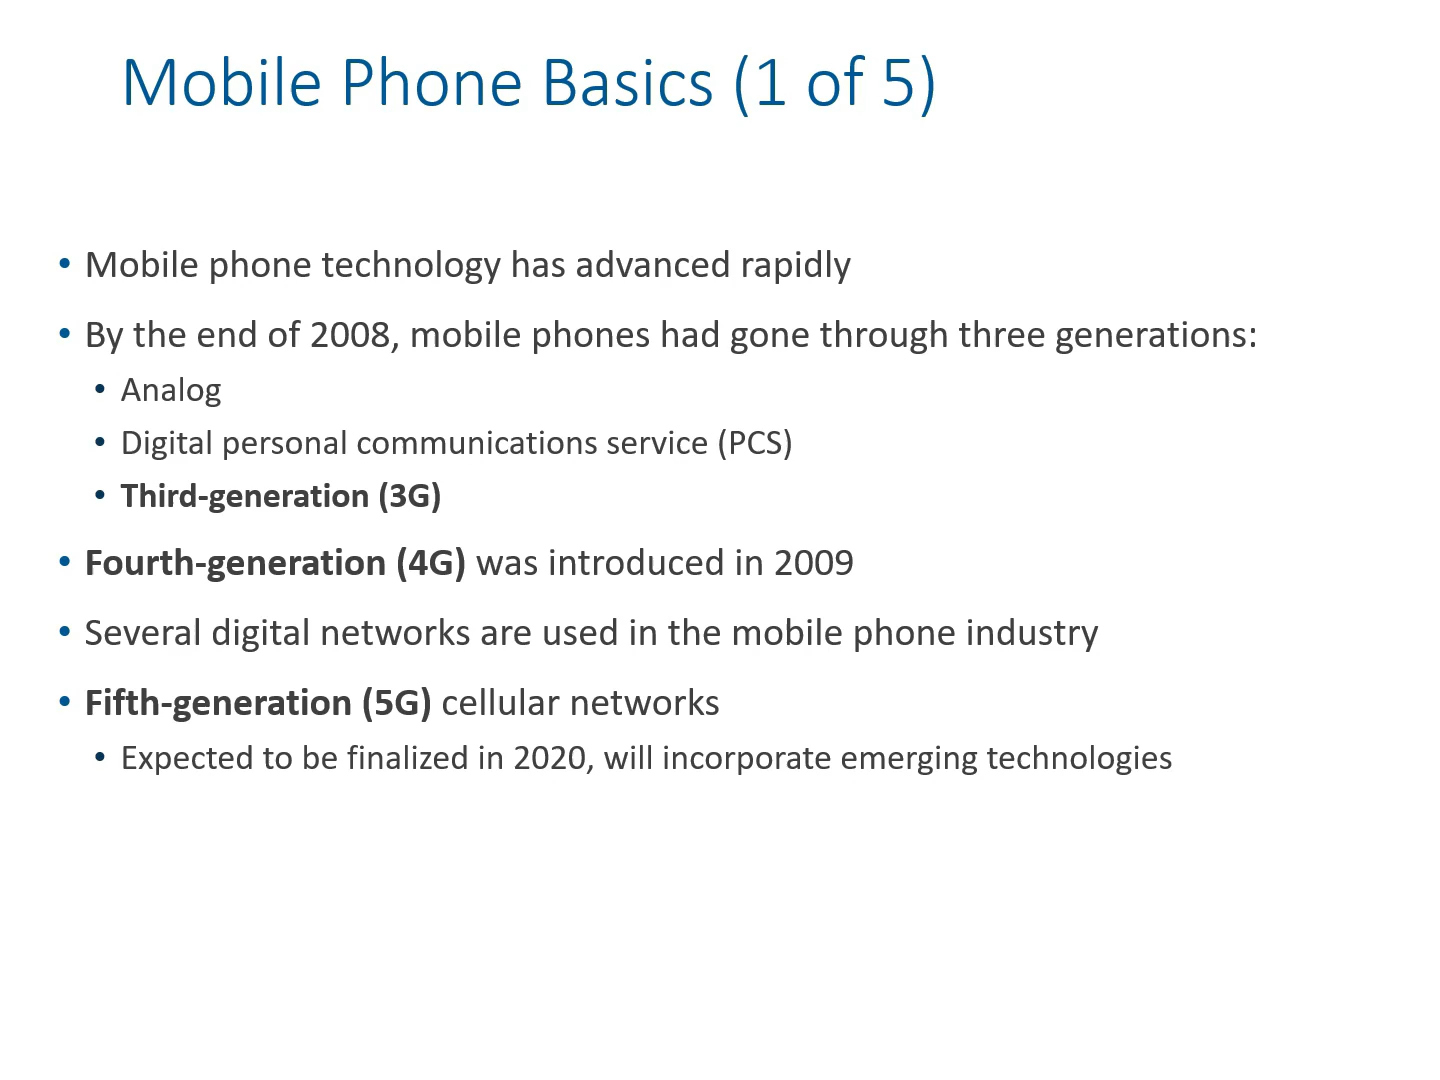 Mobile Phone Basics (1 of 5)
• Mobile phone technology has advanced rapidly
• By the end of 2008, mobile phones had gone through three generations:
• Analog
• Digital personal communications service (PCS)
• Third-generation (3G)
• Fourth-generation (4G) was introduced in 2009
• Several digital networks are used in the mobile phone industry
• Fifth-generation (5G) cellular networks
• Expected to be finalized in 2020, will incorporate emerging technologies